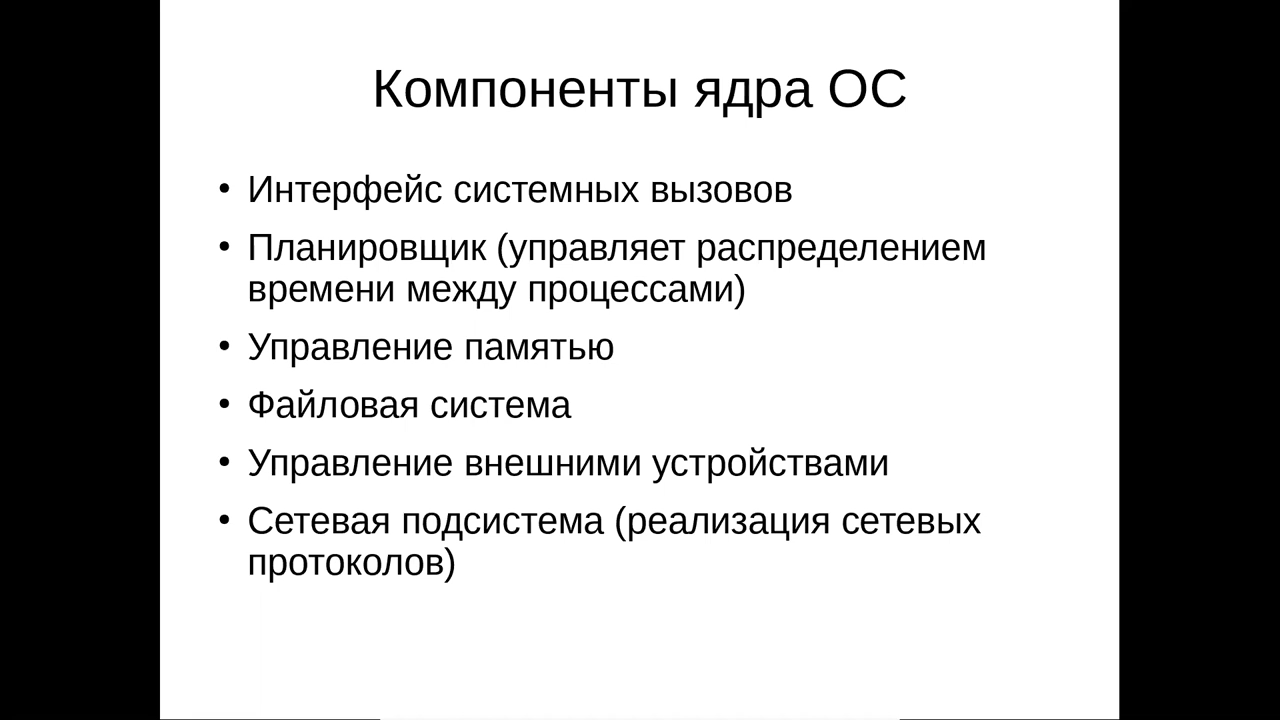 Компоненты ядра ОС
• Интерфейс системных вызовов
• Планировщик (управляет распределением
времени между процессами)
• Управление памятью
• Файловая система
• Управление внешними устройствами
• Сетевая подсистема (реализация сетевых
протоколов)